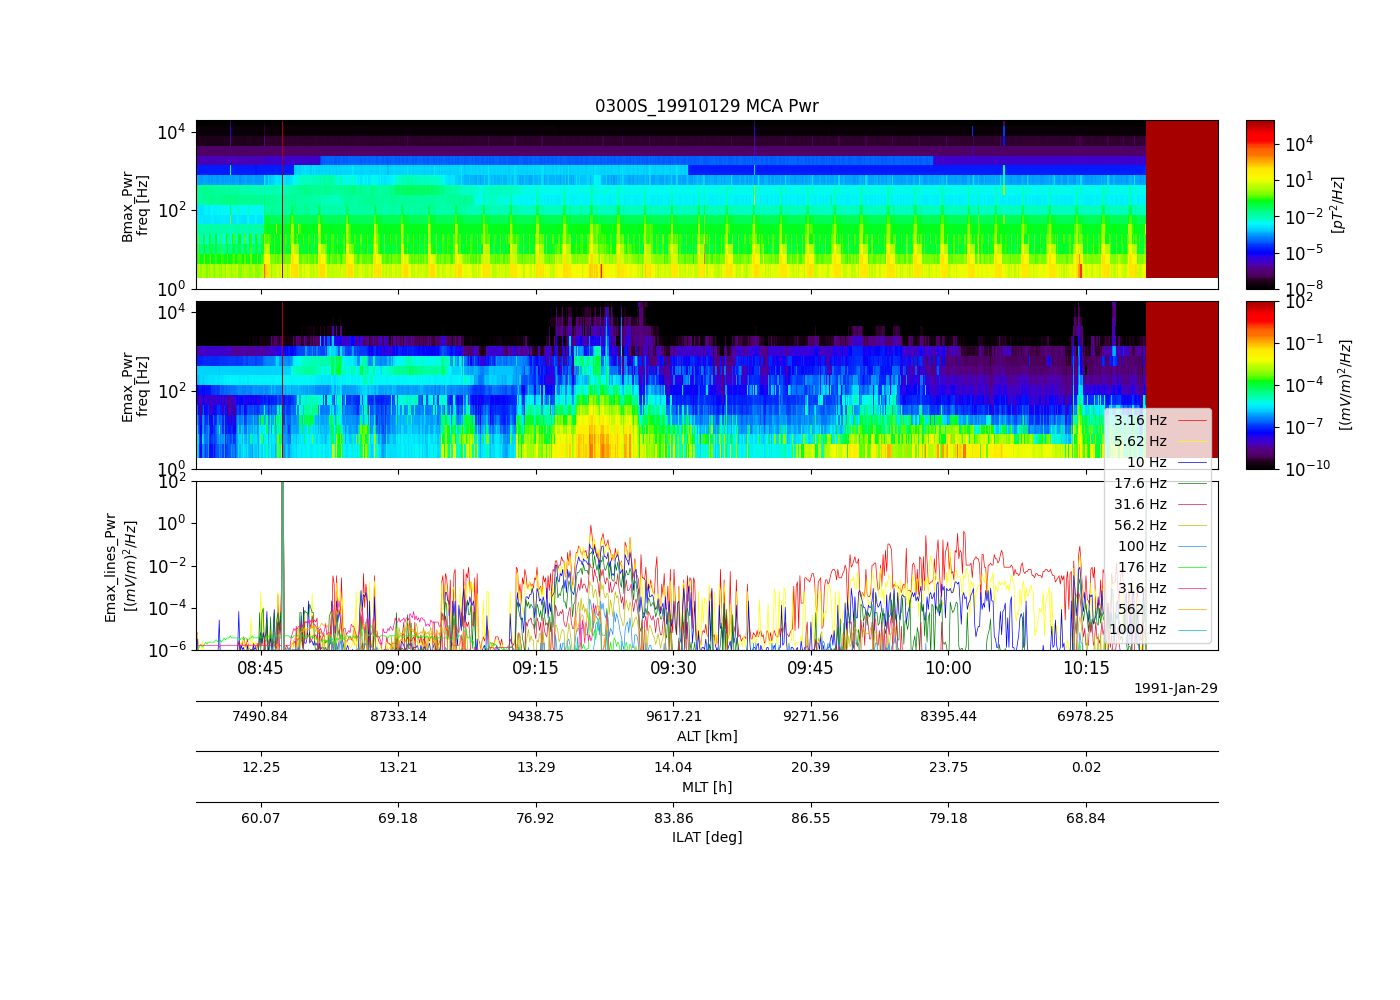 0300S_19910129 MCA Pwr
10^4
10^2
10^0
Bmax_Pwr
freq [Hz]
10^4
10^1
10^-2
10^-5
10^-8
[pT^2/Hz]
10^4
10^2
10^0
Emax_Pwr
freq [Hz]
10^2
10^-1
10^-4
10^-7
10^-10
[(mV/m)^2/Hz]
10^2
10^0
10^-2
10^-4
10^-6
Emax_lines_Pwr
[(mV/m)^2/Hz]
3.16 Hz
5.62 Hz
10 Hz
17.6 Hz
31.6 Hz
56.2 Hz
100 Hz
176 Hz
316 Hz
562 Hz
1000 Hz
08:45 09:00 09:15 09:30 09:45 10:00 10:15
1991-Jan-29
7490.84 8733.14 9438.75 9617.21 9271.56 8395.44 6978.25
ALT [km]
12.25 13.21 13.29 14.04 20.39 23.75 0.02
MLT [h]
60.07 69.18 76.92 83.86 86.55 79.18 68.84
ILAT [deg]